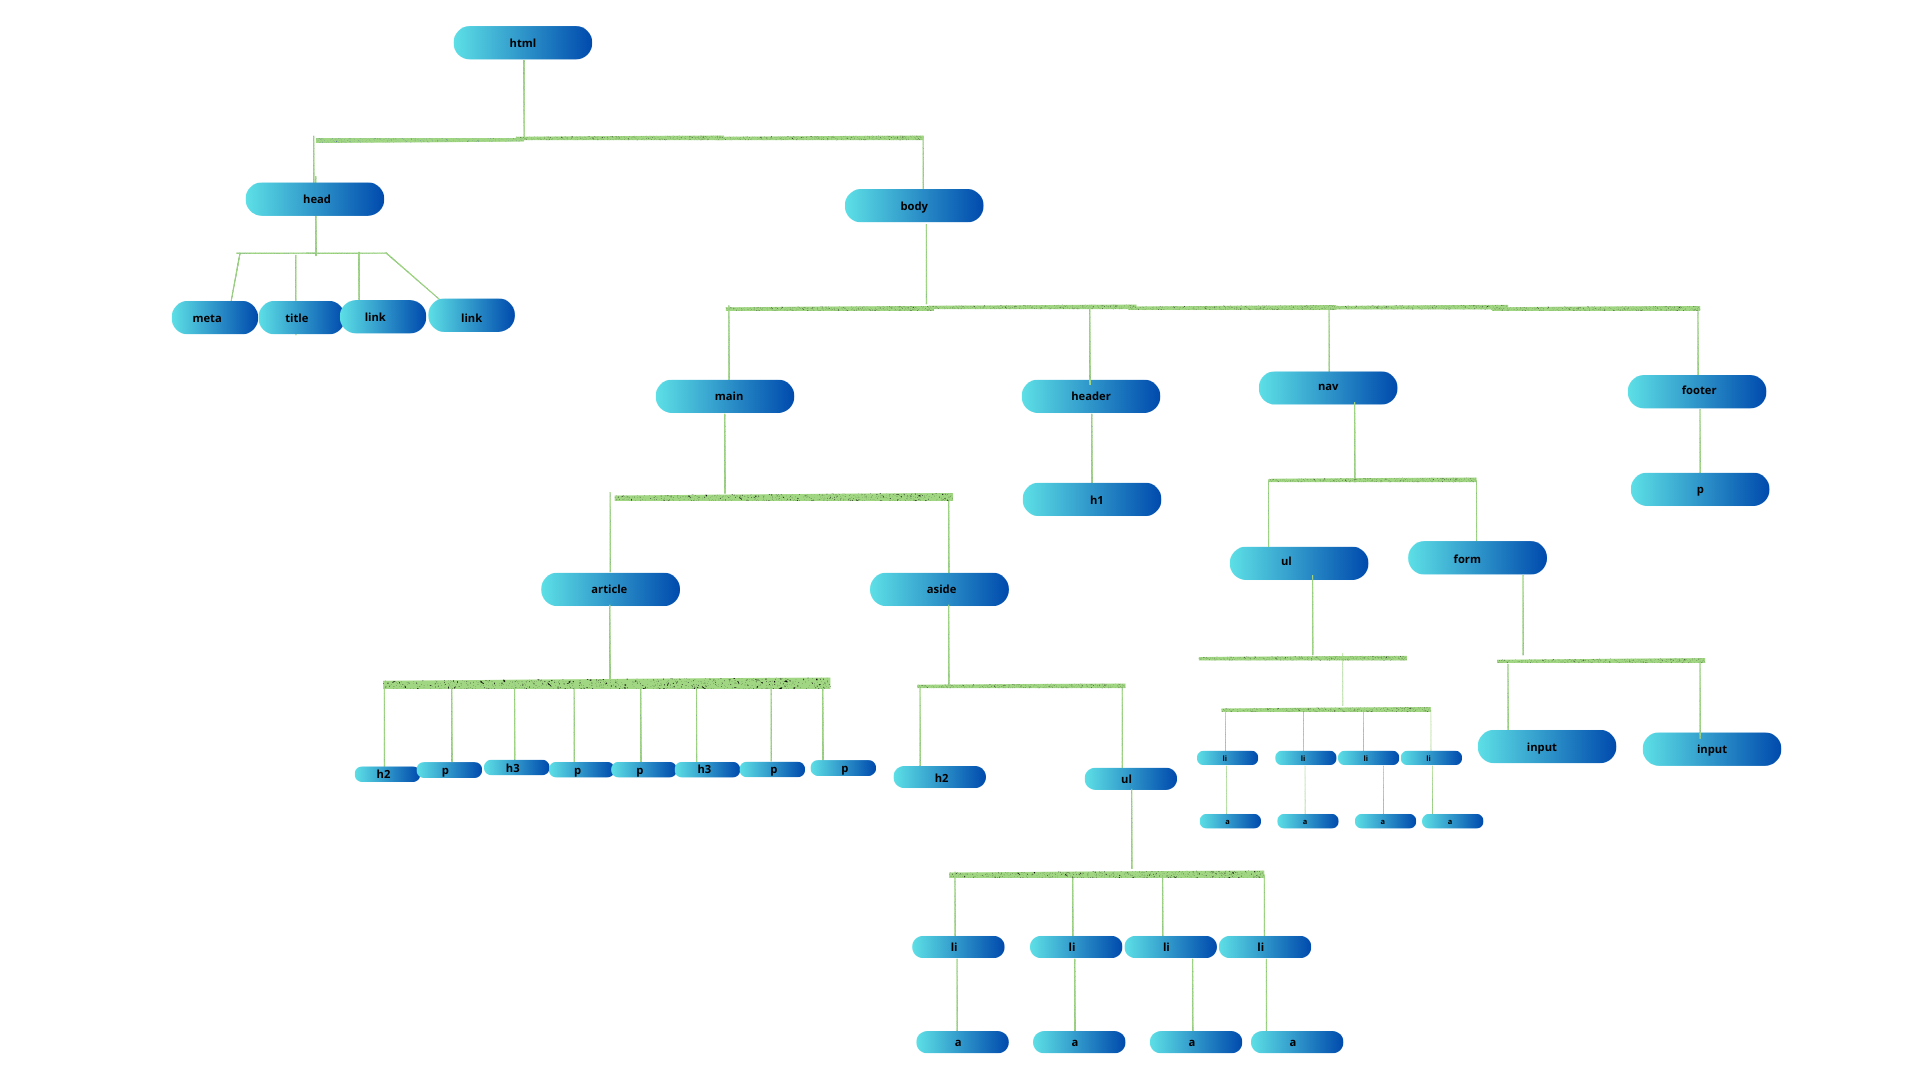 html
head
body
meta
title
link
link
main
header
nav
footer
h1
p
article
aside
ul
form
h2
p
h3
p
p
h3
p
p
h2
ul
li
li
li
li
input
input
a
a
a
a
li
li
li
li
a
a
a
a